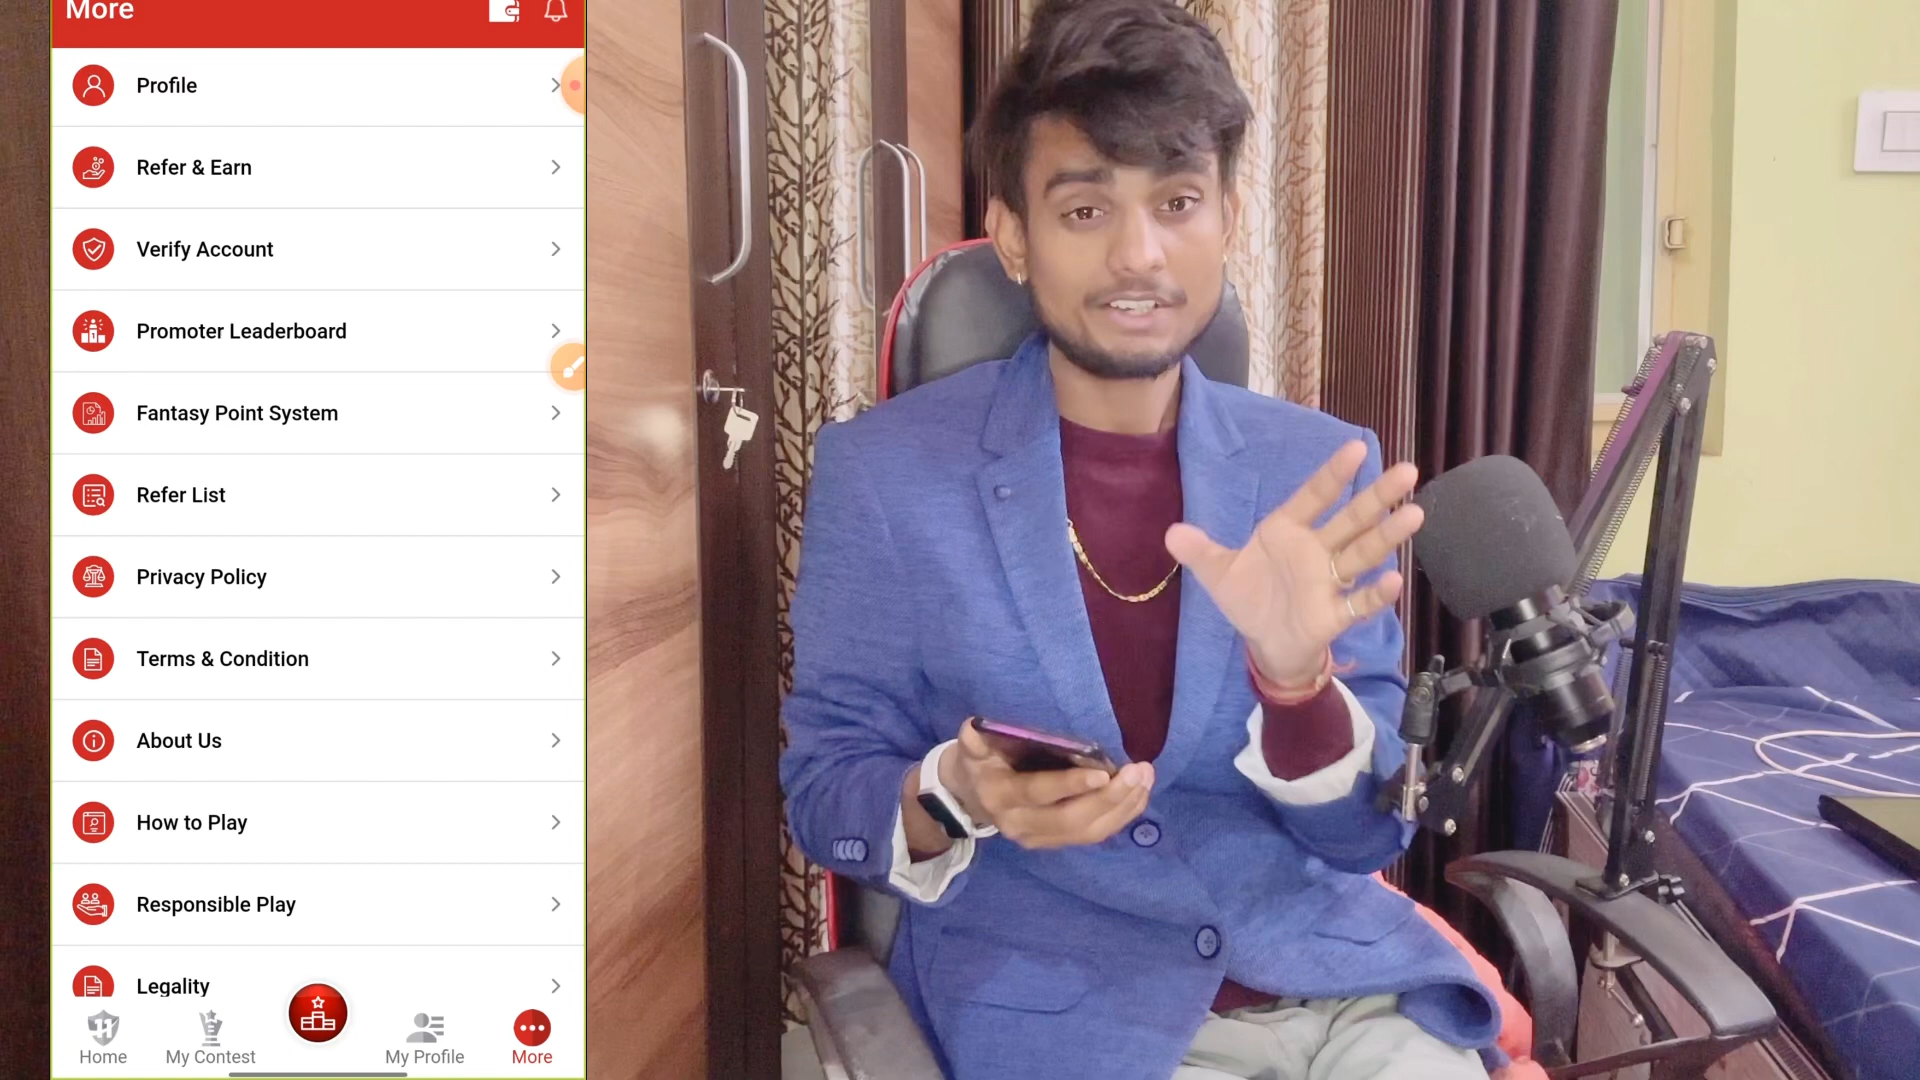 More
Profile
Refer & Earn
Verify Account
Promoter Leaderboard
Fantasy Point System
Refer List
Privacy Policy
Terms & Condition
About Us
How to Play
Responsible Play
Legality
Home
My Contest
My Profile
More